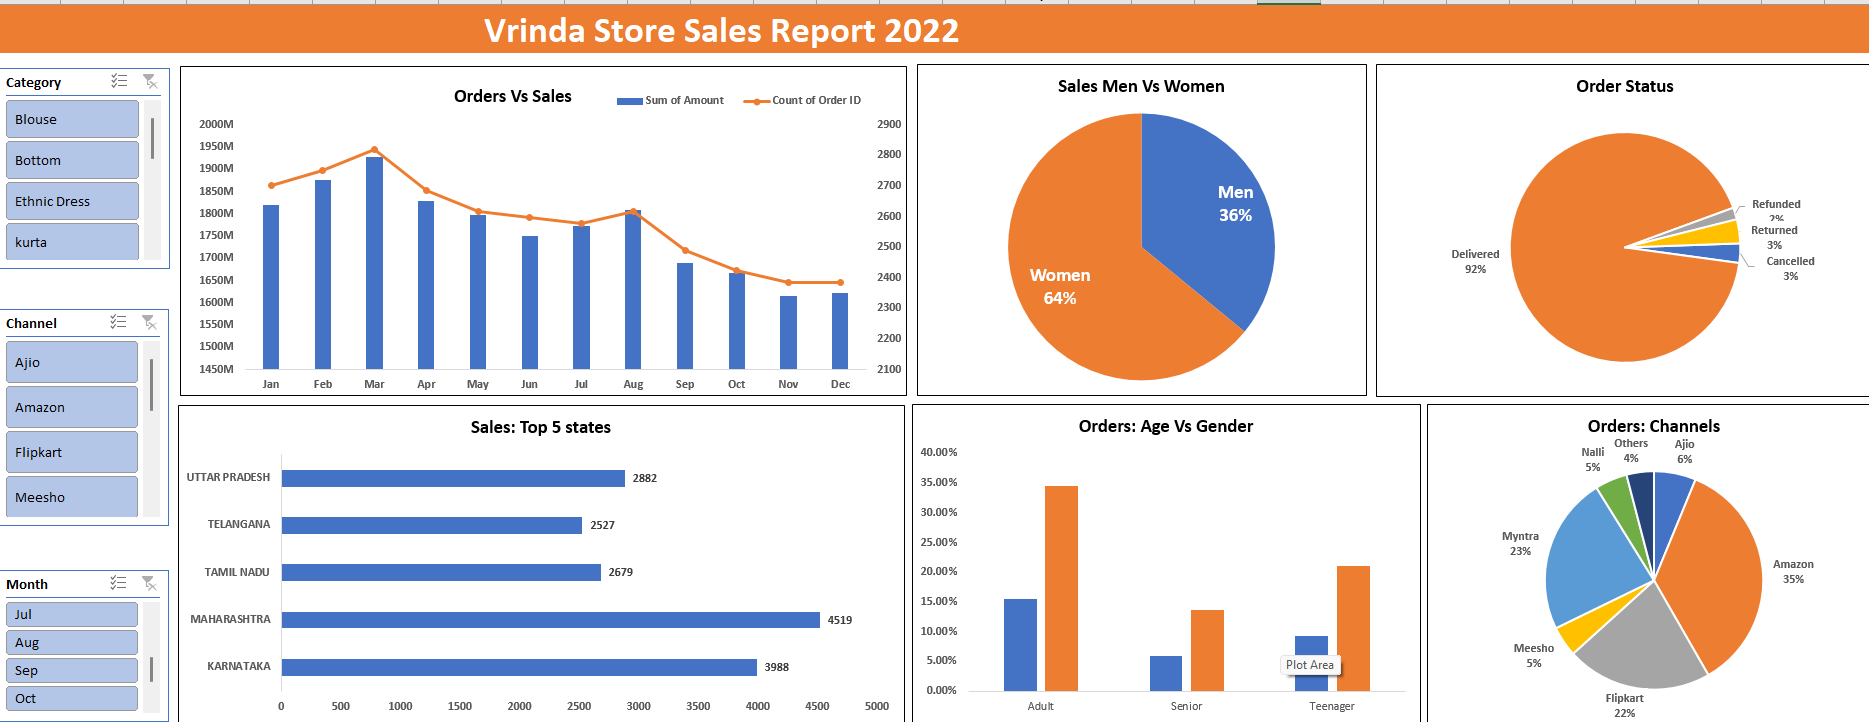 Vrinda Store Sales Report 2022
Category
Blouse
Bottom
Ethnic Dress
kurta
Channel
Ajio
Amazon
Flipkart
Meesho
Month
Jul
Aug
Sep
Oct
Orders Vs Sales
Sum of Amount
Count of Order ID
2000M
1950M
1900M
1850M
1800M
1750M
1700M
1650M
1600M
1550M
1500M
1450M
2900
2800
2700
2600
2500
2400
2300
2200
2100
Jan Feb Mar Apr May Jun Jul Aug Sep Oct Nov Dec
Sales Men Vs Women
Men
36%
Women
64%
Order Status
Refunded
2%
Returned
3%
Cancelled
3%
Delivered
92%
Sales: Top 5 states
UTTAR PRADESH 2882
TELANGANA 2527
TAMIL NADU 2679
MAHARASHTRA 4519
KARNATAKA 3988
0 500 1000 1500 2000 2500 3000 3500 4000 4500 5000
Orders: Age Vs Gender
40.00%
35.00%
30.00%
25.00%
20.00%
15.00%
10.00%
5.00%
0.00%
Plot Area
Adult Senior Teenager
Orders: Channels
Others
4%
Ajio
6%
Nalli
5%
Myntra
23%
Amazon
35%
Meesho
5%
Flipkart
22%